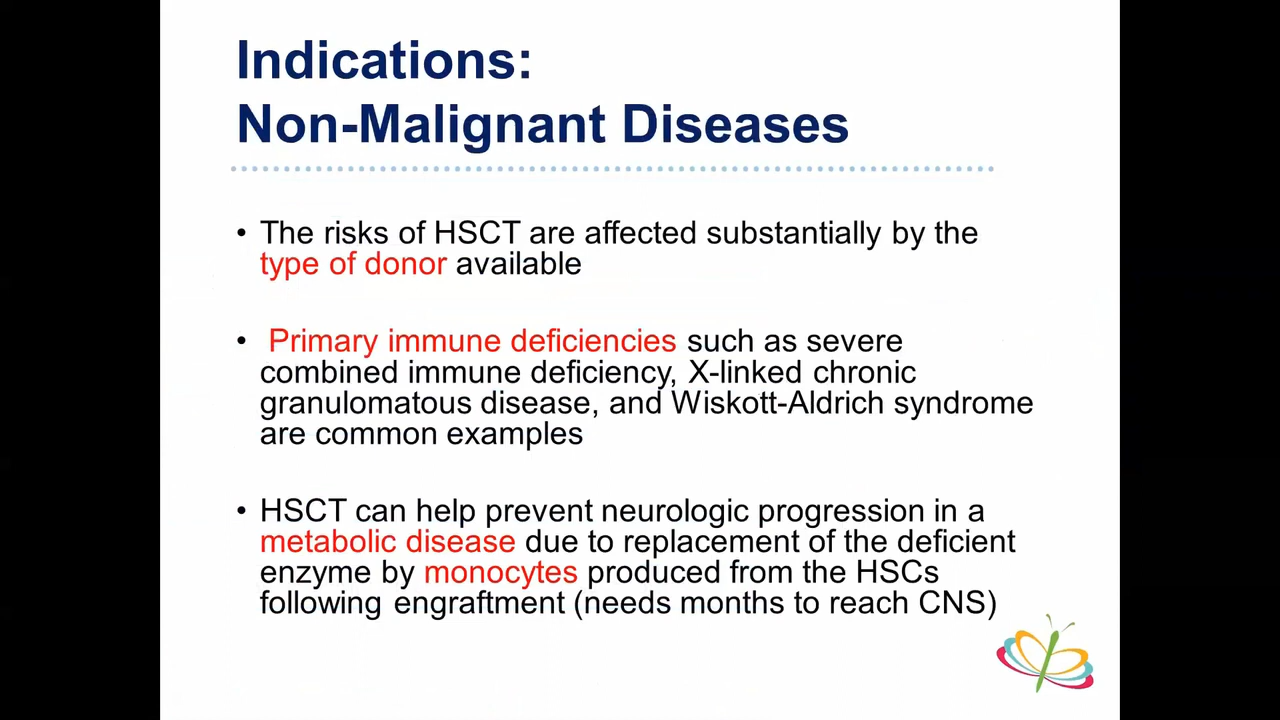 Indications:
Non-Malignant Diseases
• The risks of HSCT are affected substantially by the
type of donor available
• Primary immune deficiencies such as severe
combined immune deficiency, X-linked chronic
granulomatous disease, and Wiskott-Aldrich syndrome
are common examples
• HSCT can help prevent neurologic progression in a
metabolic disease due to replacement of the deficient
enzyme by monocytes produced from the HSCs
following engraftment (needs months to reach CNS)